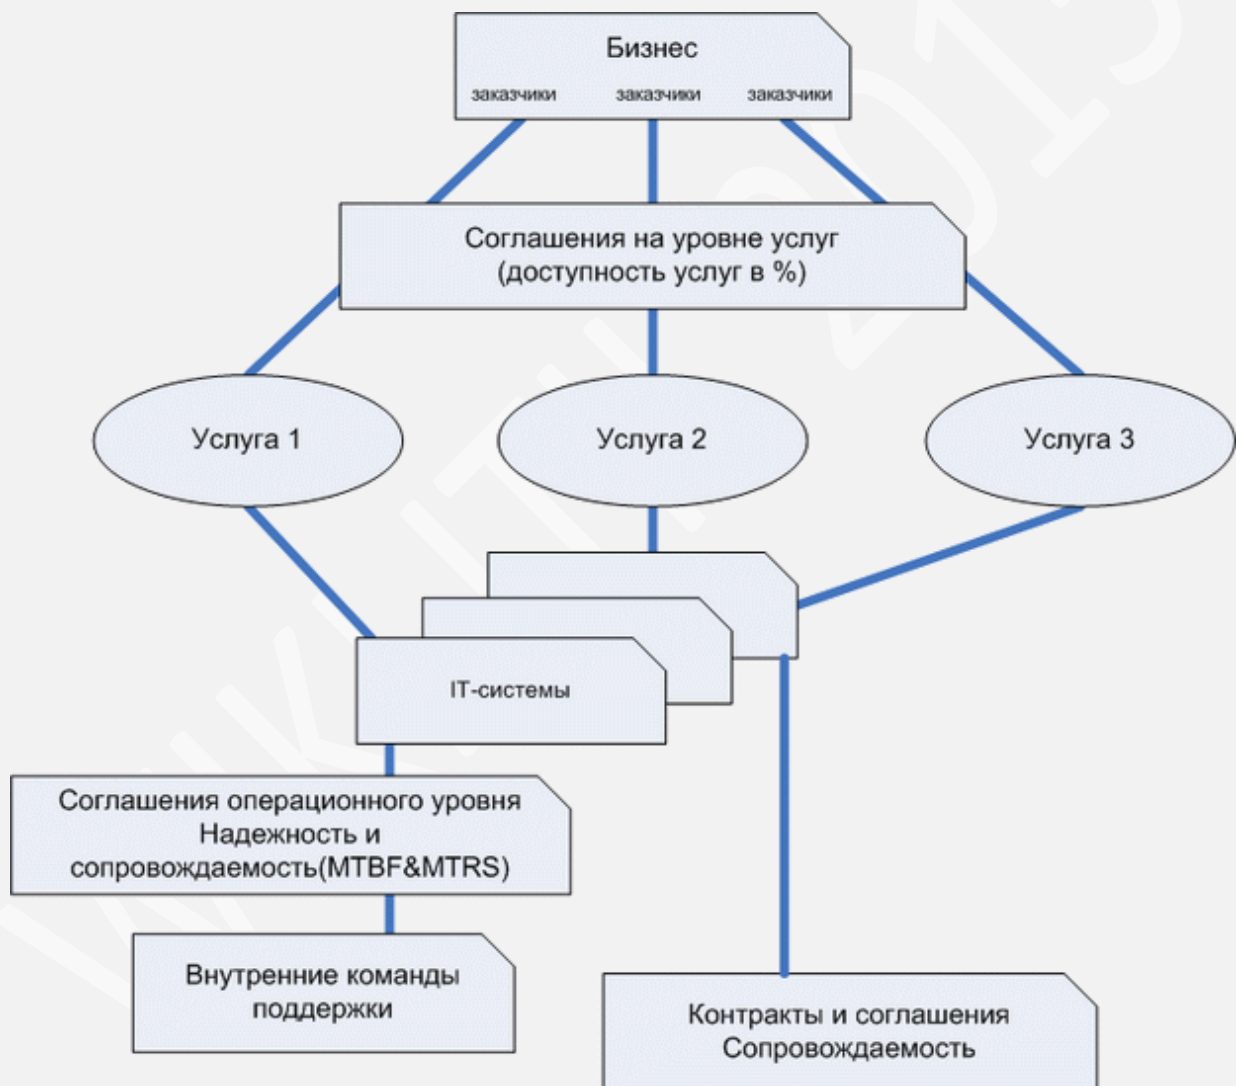 Бизнес
заказчики заказчики заказчики
Соглашения на уровне услуг
(доступность услуг в %)
Услуга 1
Услуга 2
Услуга 3
IT-системы
Соглашения операционного уровня
Надежность и
сопровождаемость(MTBF&MTRS)
Внутренние команды
поддержки
Контракты и соглашения
Сопровождаемость